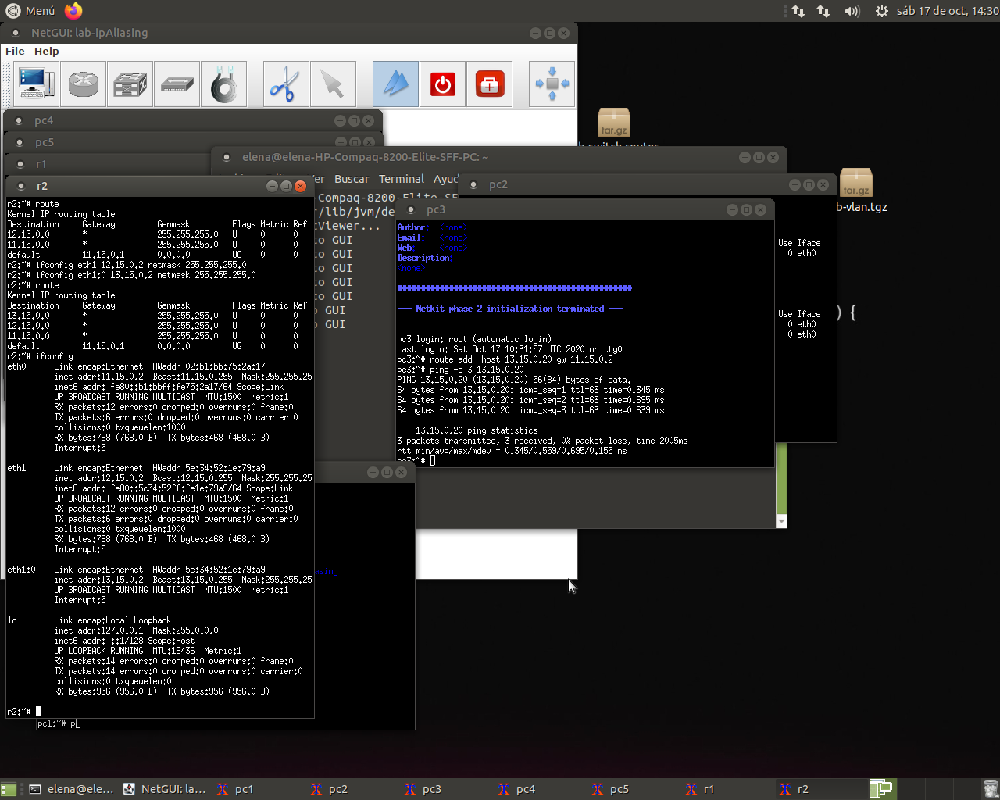 Menú
sáb 17 de oct, 14:30
NetGUI: lab-ipAliasing
File Help
tar.gz
b-switch-router
tar.gz
b-vlan.tgz
pc4
pc5
r1
elena@elena-HP-Compaq-8200-Elite-SFF-PC: ~
er Buscar Terminal Ayud
-Compaq-8200-Elite-SF
r/lib/jvm/de
tViewer...
to GUI
to GUI
to GUI
to GUI
to GUI
o GUI
o GUI
) {
pc2
Use Iface
0 eth0
Use Iface
0 eth0
0 eth0
r2
r2:~# route
Kernel IP routing table
Destination Gateway Genmask Flags Metric Ref
12.15.0.0 * 255.255.255.0 U 0 0
11.15.0.0 * 255.255.255.0 U 0 0
default 11.15.0.1 0.0.0.0 UG 0 0
r2:~# ifconfig eth1 12.15.0.2 netmask 255.255.255.0
r2:~# ifconfig eth1:0 13.15.0.2 netmask 255.255.255.0
r2:~# route
Kernel IP routing table
Destination Gateway Genmask Flags Metric Ref
13.15.0.0 * 255.255.255.0 U 0 0
12.15.0.0 * 255.255.255.0 U 0 0
11.15.0.0 * 255.255.255.0 U 0 0
default 11.15.0.1 0.0.0.0 UG 0 0
r2:~# ifconfig
eth0 Link encap:Ethernet HWaddr 02:b1:bb:75:2a:17
inet addr:11.15.0.2 Bcast:11.15.0.255 Mask:255.255.25
inet6 addr: fe80::b1:bbff:fe75:2a17/64 Scope:Link
UP BROADCAST RUNNING MULTICAST MTU:1500 Metric:1
RX packets:12 errors:0 dropped:0 overruns:0 frame:0
TX packets:6 errors:0 dropped:0 overruns:0 carrier:0
collisions:0 txqueuelen:1000
RX bytes:768 (768.0 B) TX bytes:468 (468.0 B)
Interrupt:5
eth1 Link encap:Ethernet HWaddr 5e:34:52:1e:79:a9
inet addr:12.15.0.2 Bcast:12.15.0.255 Mask:255.255.25
inet6 addr: fe80::5c34:52ff:fe1e:79a9/64 Scope:Link
UP BROADCAST RUNNING MULTICAST MTU:1500 Metric:1
RX packets:12 errors:0 dropped:0 overruns:0 frame:0
TX packets:6 errors:0 dropped:0 overruns:0 carrier:0
collisions:0 txqueuelen:1000
RX bytes:768 (768.0 B) TX bytes:468 (468.0 B)
Interrupt:5
eth1:0 Link encap:Ethernet HWaddr 5e:34:52:1e:79:a9
inet addr:13.15.0.2 Bcast:13.15.0.255 Mask:255.255.25
UP BROADCAST RUNNING MULTICAST MTU:1500 Metric:1
Interrupt:5
lo Link encap:Local Loopback
inet addr:127.0.0.1 Mask:255.0.0.0
inet6 addr: ::1/128 Scope:Host
UP LOOPBACK RUNNING MTU:16436 Metric:1
RX packets:14 errors:0 dropped:0 overruns:0 frame:0
TX packets:14 errors:0 dropped:0 overruns:0 carrier:0
collisions:0 txqueuelen:0
RX bytes:956 (956.0 B) TX bytes:956 (956.0 B)
r2:~#
pc3
Author: <none>
Email: <none>
Web: <none>
Description:
<none>
##################################################
--- Netkit phase 2 initialization terminated ---
pc3 login: root (automatic login)
Last login: Sat Oct 17 10:31:57 UTC 2020 on tty0
pc3:~# route add -host 13.15.0.20 gw 11.15.0.2
pc3:~# ping -c 3 13.15.0.20
PING 13.15.0.20 (13.15.0.20) 56(84) bytes of data.
64 bytes from 13.15.0.20: icmp_seq=1 ttl=63 time=0.345 ms
64 bytes from 13.15.0.20: icmp_seq=2 ttl=63 time=0.695 ms
64 bytes from 13.15.0.20: icmp_seq=3 ttl=63 time=0.639 ms
--- 13.15.0.20 ping statistics ---
3 packets transmitted, 3 received, 0% packet loss, time 2005ms
rtt min/avg/max/mdev = 0.345/0.559/0.695/0.155 ms
pc3:~#
asing
pc1:~# p
elena@ele...
NetGUI: la...
pc1
pc2
pc3
pc4
pc5
r1
r2